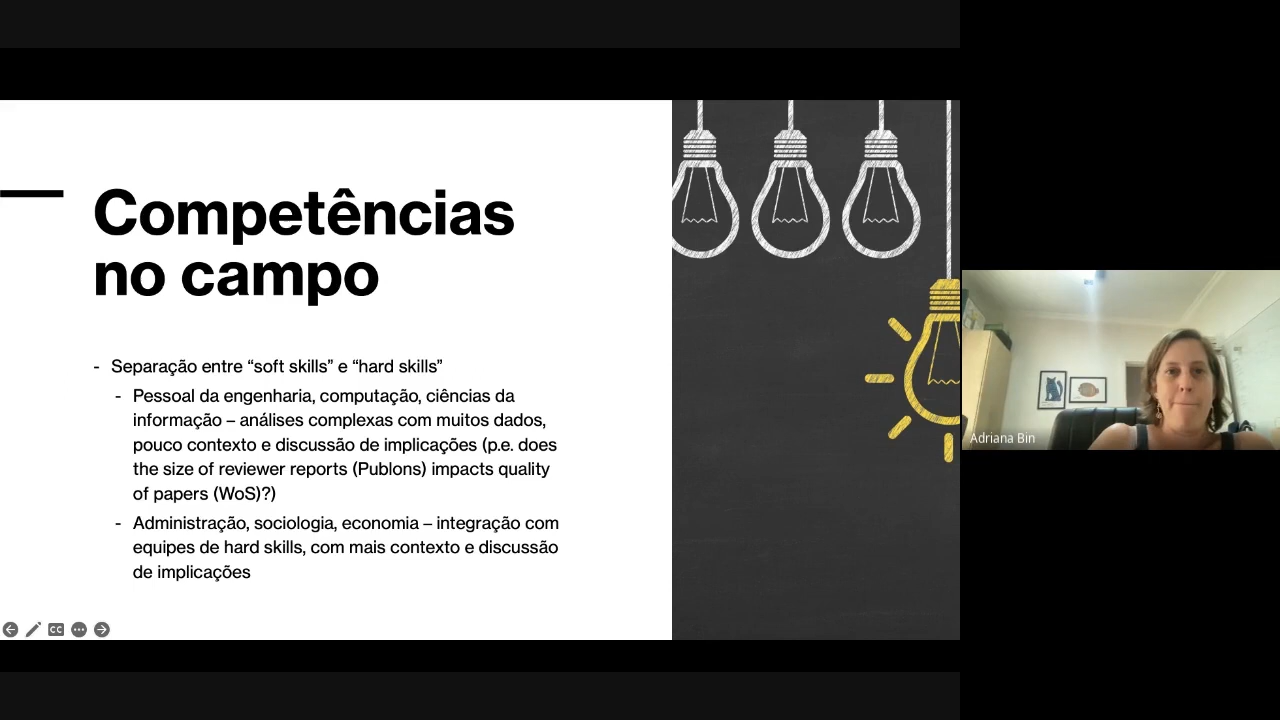 Competências
no campo
- Separação entre “soft skills” e “hard skills”
- Pessoal da engenharia, computação, ciências da
informação – análises complexas com muitos dados,
pouco contexto e discussão de implicações (p.e. does
the size of reviewer reports (Publons) impacts quality
of papers (WoS)?)
- Administração, sociologia, economia – integração com
equipes de hard skills, com mais contexto e discussão
de implicações
CC
Adriana Bin